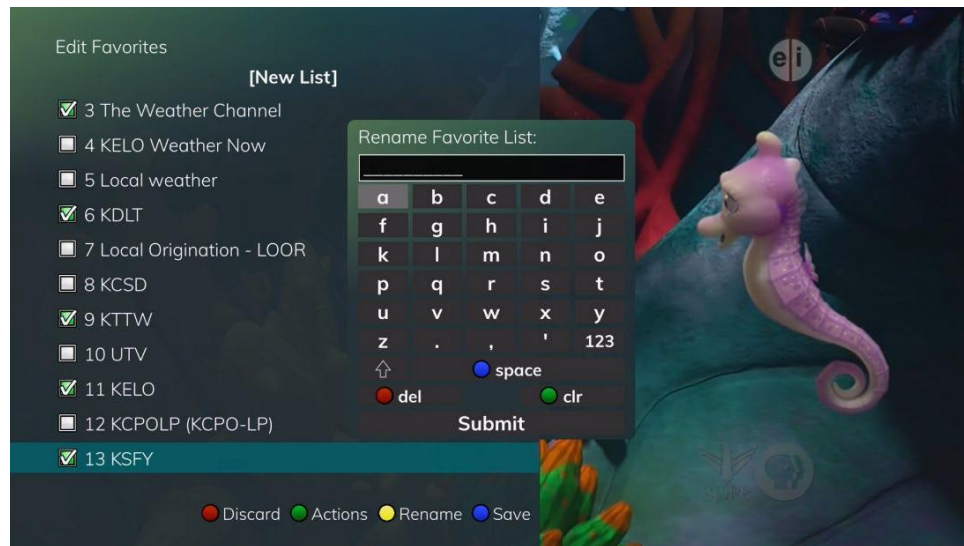 Edit Favorites
[New List]
3 The Weather Channel
4 KELO Weather Now
5 Local weather
6 KDLT
7 Local Origination - LOOR
8 KCSD
9 KTTW
10 UTV
11 KELO
12 KCPOLP (KCPO-LP)
13 KSFY
Discard Actions Rename Save
Rename Favorite List:
__________
a b c d e
f g h i j
k l m n o
p q r s t
u v w x y
z . , ' 123
space
del clr
Submit
e/i